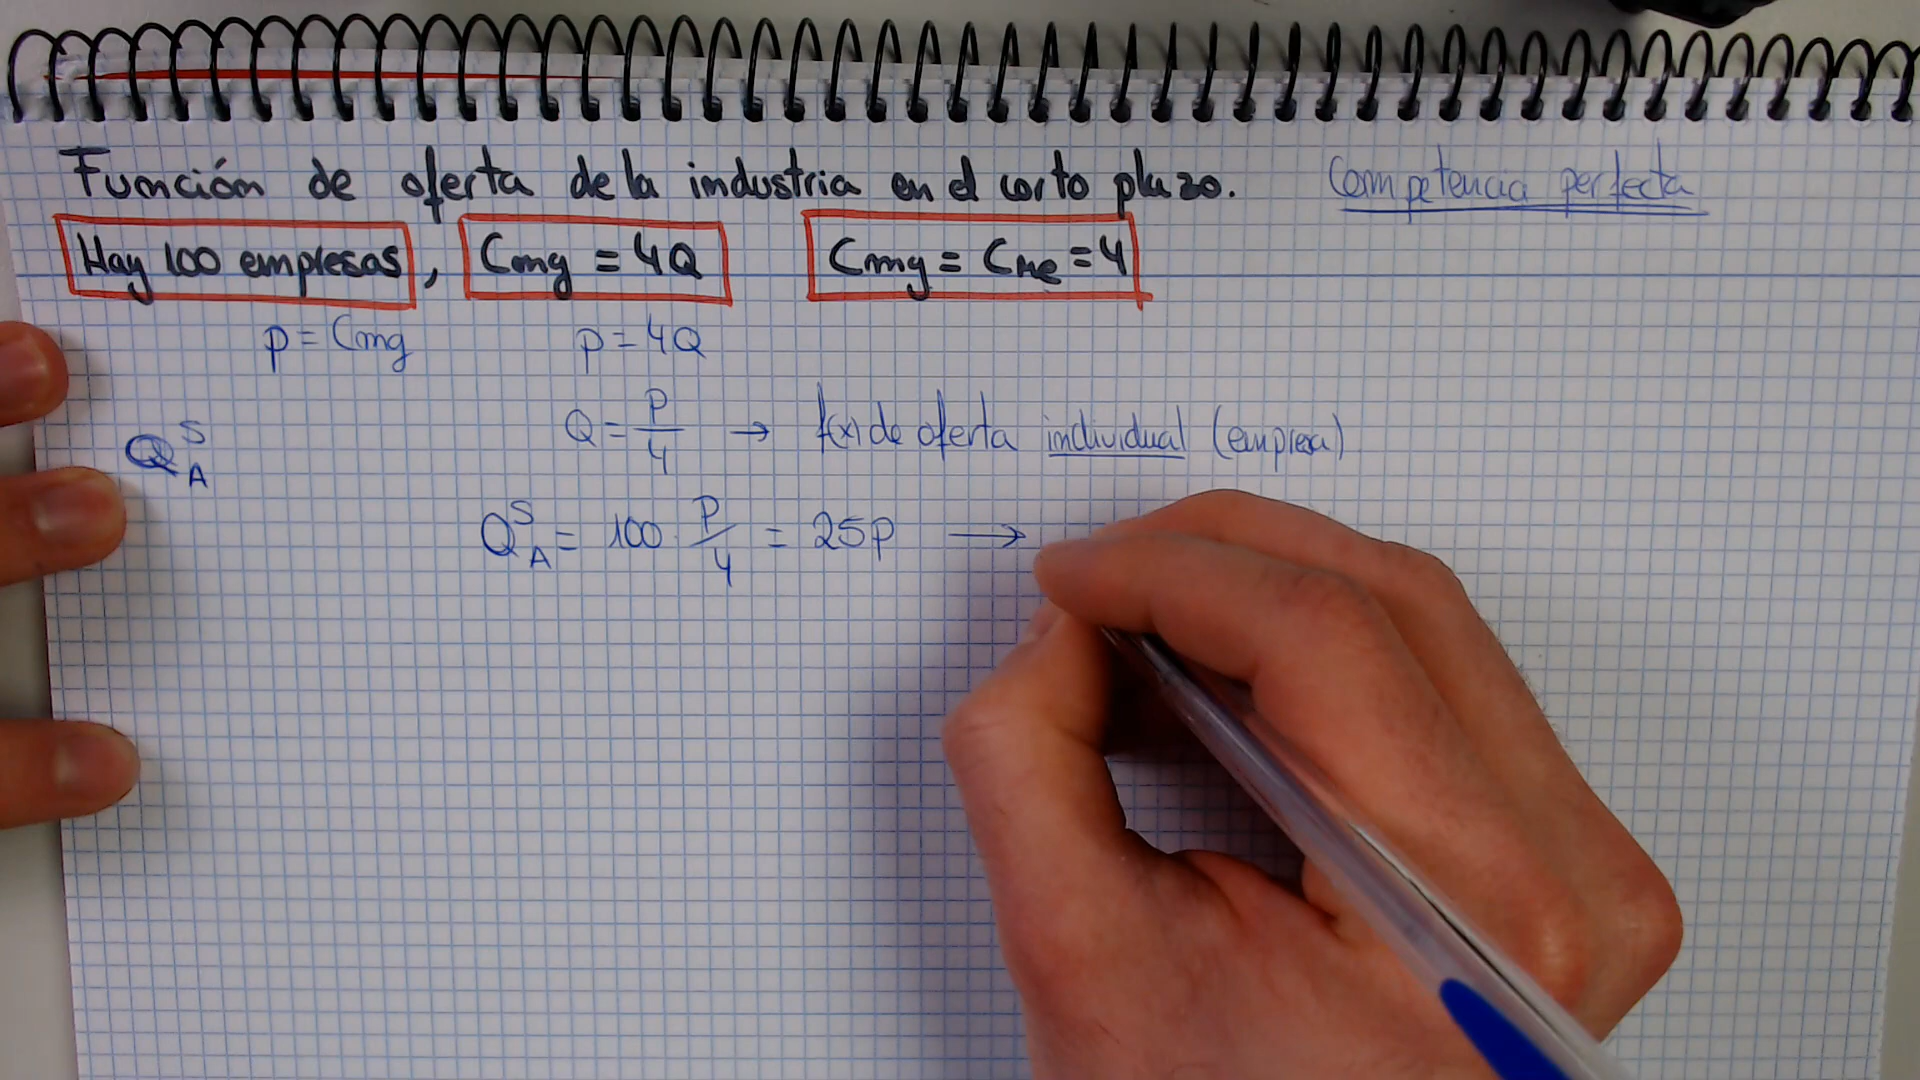 Función de oferta de la industria en el corto plazo. Competencia perfecta
Hay 100 empresas, Cmg = 4Q Cmg = CMe = 4
p = Cmg p = 4Q
Q = P/4 → f(x) de oferta individual (empresa)
Q^S_A
Q^S_A = 100 · P/4 = 25p →